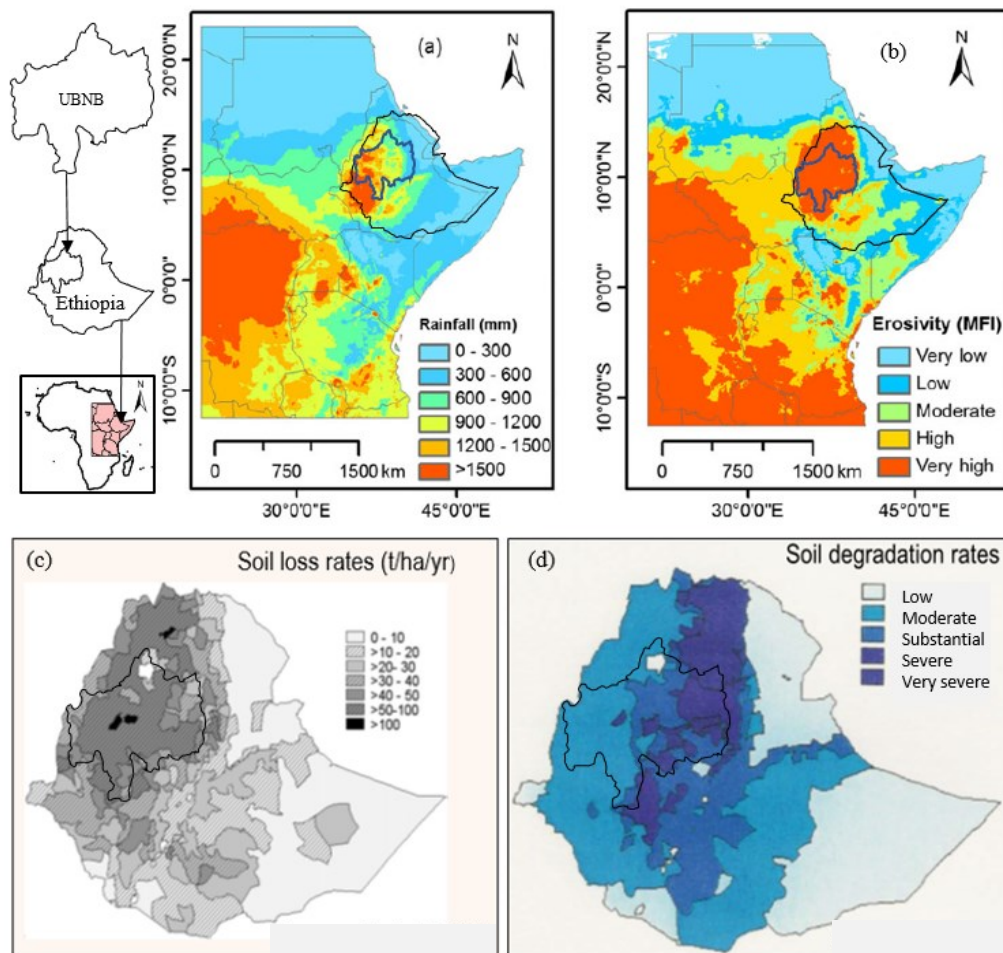 UBNB
Ethiopia
N
(a)
N
20°0'0"N
10°0'0"N
0°0'0"
10°0'0"S
Rainfall (mm)
0 - 300
300 - 600
600 - 900
900 - 1200
1200 - 1500
>1500
0 750 1500 km
30°0'0"E 45°0'0"E
(b)
N
20°0'0"N
10°0'0"N
0°0'0"
10°0'0"S
Erosivity (MFI)
Very low
Low
Moderate
High
Very high
0 750 1500 km
30°0'0"E 45°0'0"E
(c) Soil loss rates (t/ha/yr)
0 - 10
>10 - 20
>20 - 30
>30 - 40
>40 - 50
>50-100
>100
(d) Soil degradation rates
Low
Moderate
Substantial
Severe
Very severe